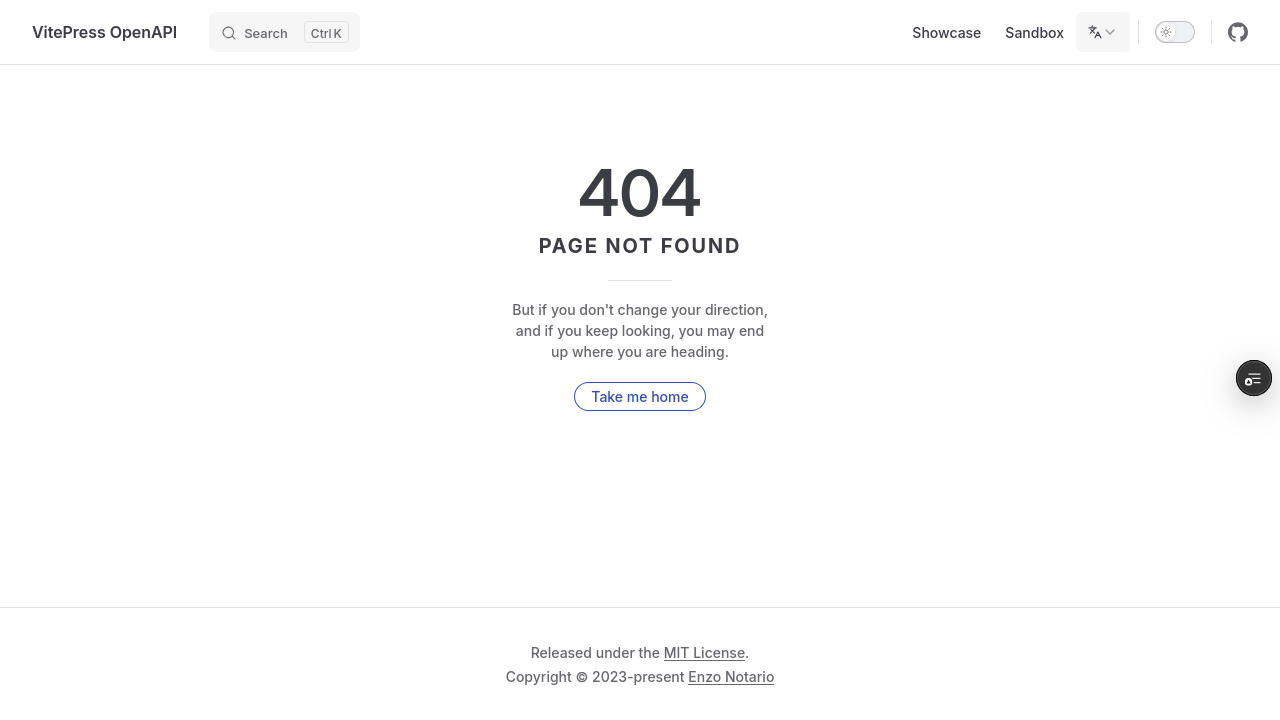 VitePress OpenAPI
Search
Ctrl K
Showcase
Sandbox
404
PAGE NOT FOUND
But if you don't change your direction,
and if you keep looking, you may end
up where you are heading.
Take me home
Released under the MIT License.
Copyright © 2023-present Enzo Notario